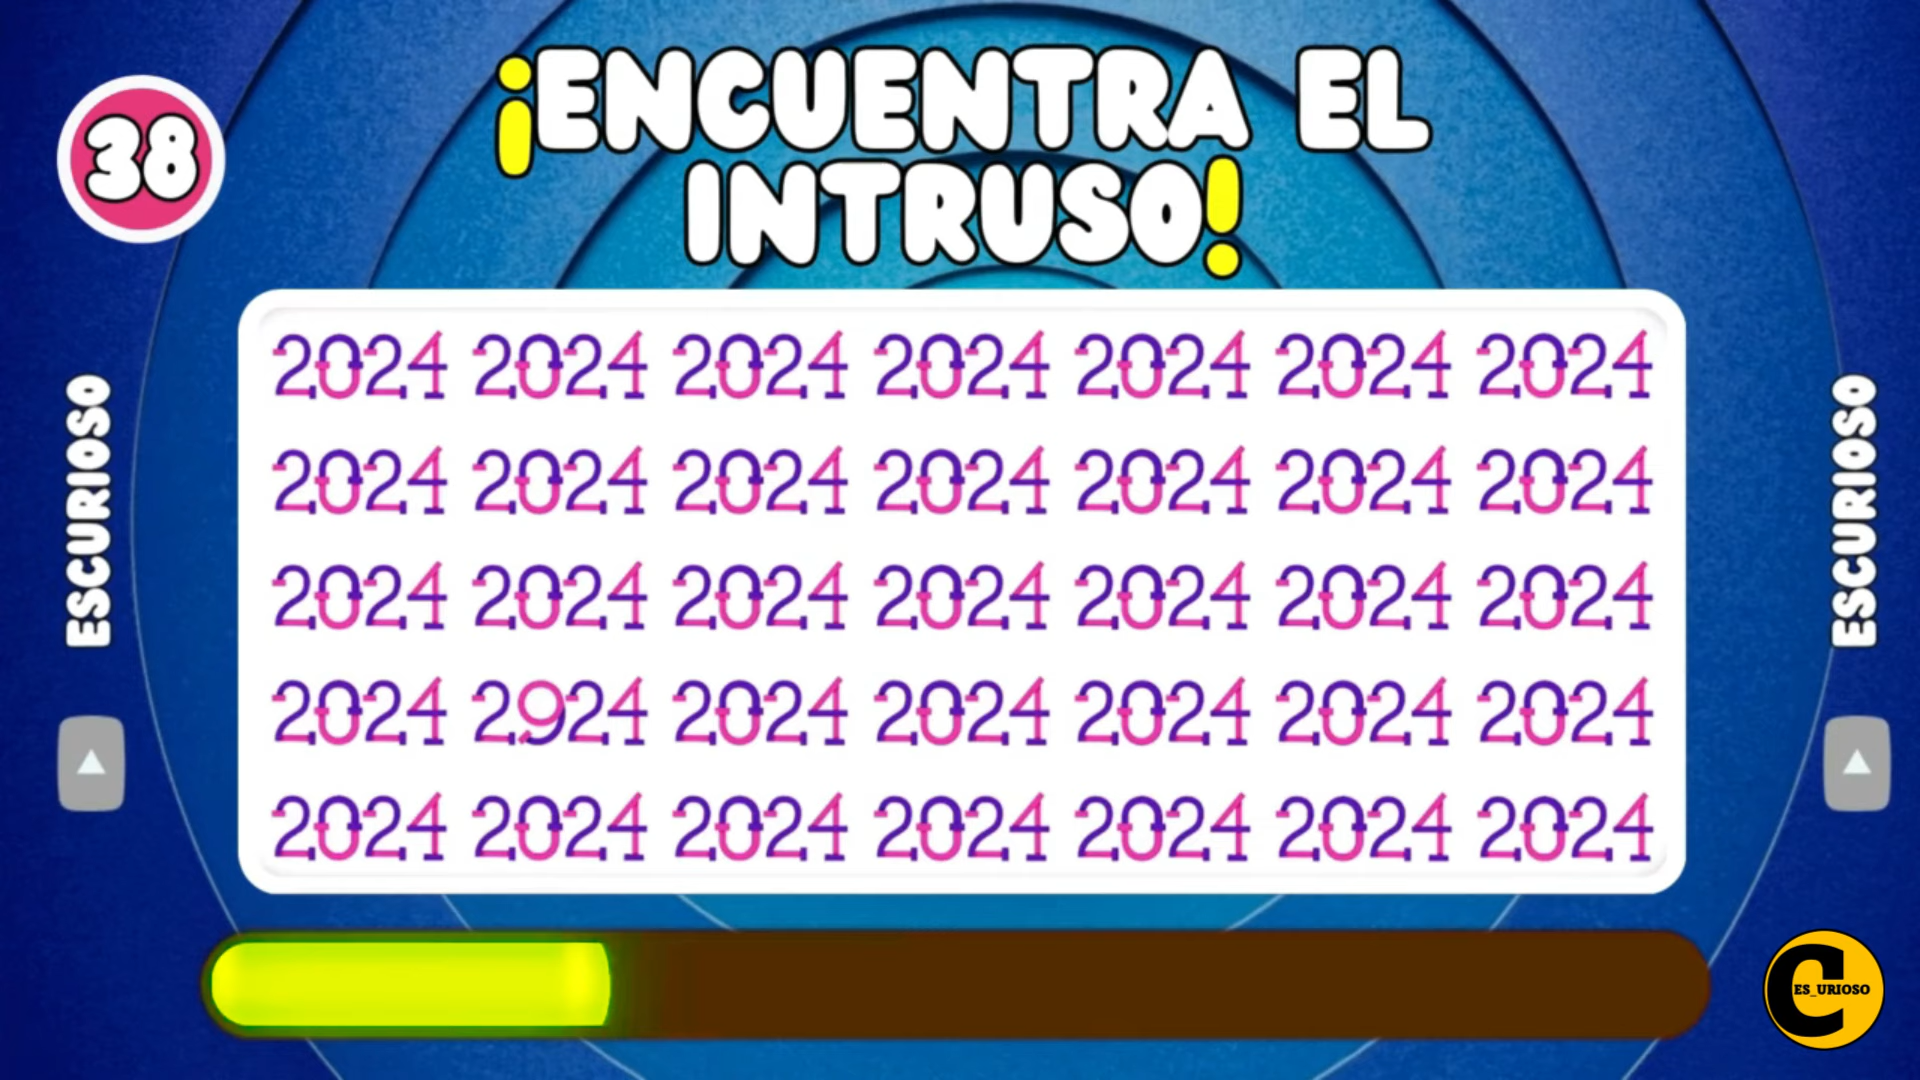 38
¡ENCUENTRA EL
INTRUSO!
ESCURIOSO
2024 2024 2024 2024 2024 2024 2024
2024 2024 2024 2024 2024 2024 2024
2024 2024 2024 2024 2024 2024 2024
2024 2924 2024 2024 2024 2024 2024
2024 2024 2024 2024 2024 2024 2024
ESCURIOSO
C
ES_URIOSO